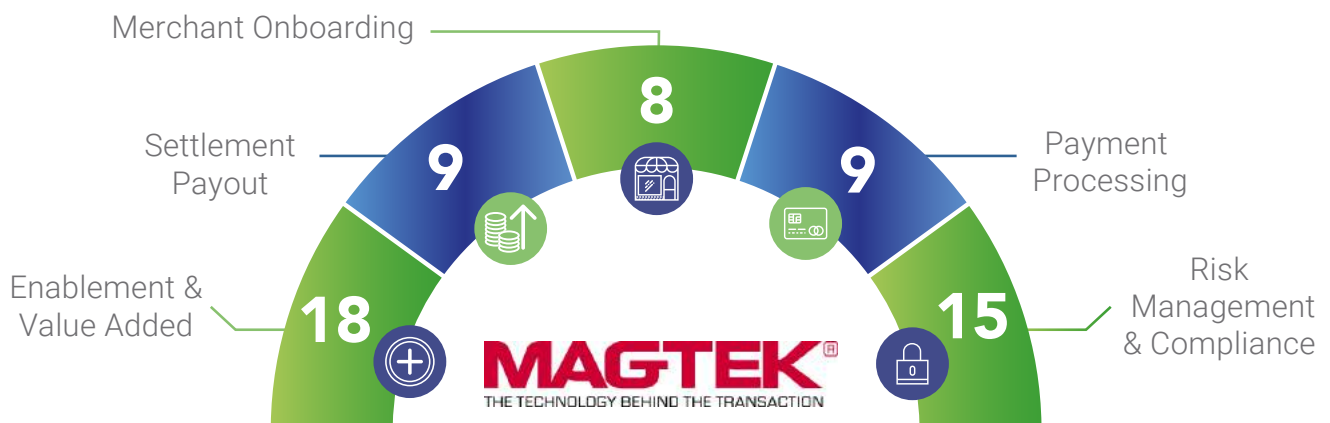 Merchant Onboarding
8
Settlement
Payout
9
9
Payment
Processing
Enablement &
Value Added
18
15
Risk
Management
& Compliance
MAGTEK®
THE TECHNOLOGY BEHIND THE TRANSACTION